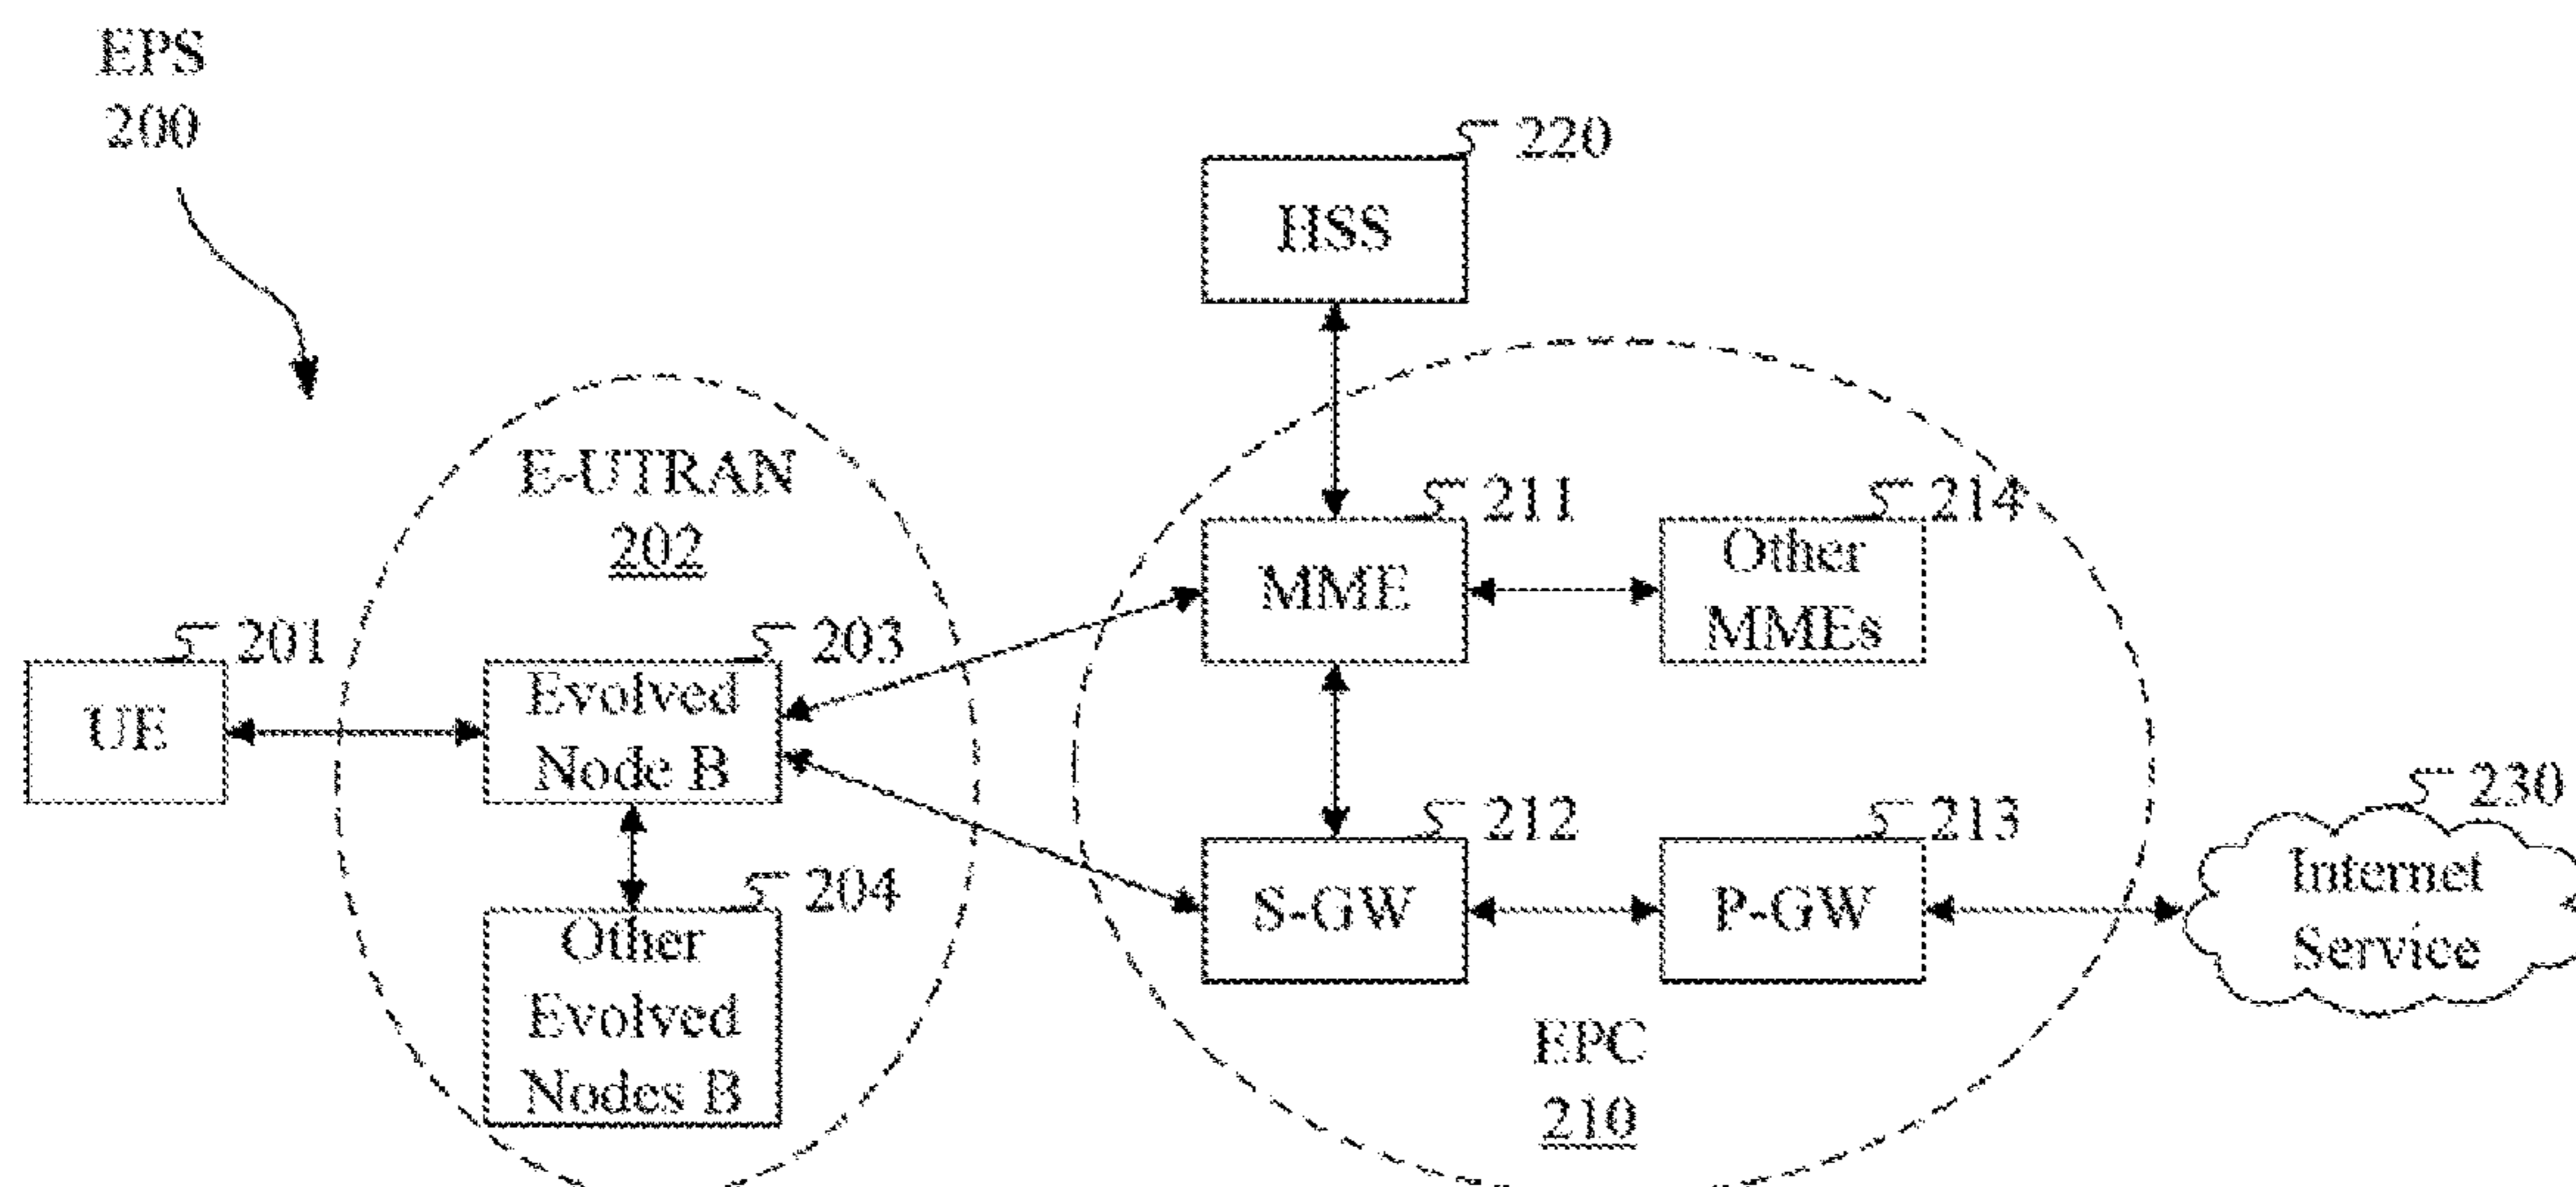 EPS
200
220
HSS
E-UTRAN
202
211
MME
214
Other
MMEs
201
UE
203
Evolved
Node B
204
Other
Evolved
Nodes B
212
S-GW
213
P-GW
230
Internet
Service
EPC
210